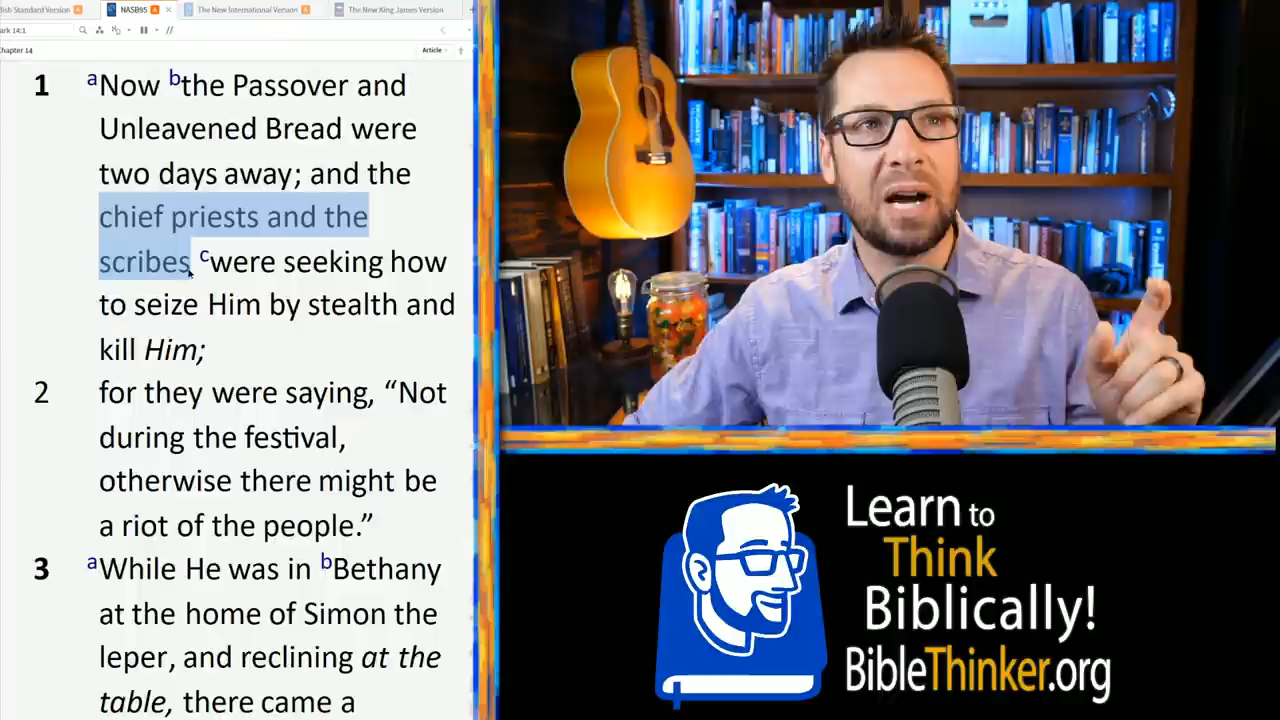 lish Standard Version
NASB95
The New International Version
The New King James Version
ark 14:1
Chapter 14
Article
1 aNow bthe Passover and
Unleavened Bread were
two days away; and the
chief priests and the
scribes cwere seeking how
to seize Him by stealth and
kill Him;
2 for they were saying, “Not
during the festival,
otherwise there might be
a riot of the people.”
3 aWhile He was in bBethany
at the home of Simon the
leper, and reclining at the
table, there came a
Learn to
Think
Biblically!
BibleThinker.org